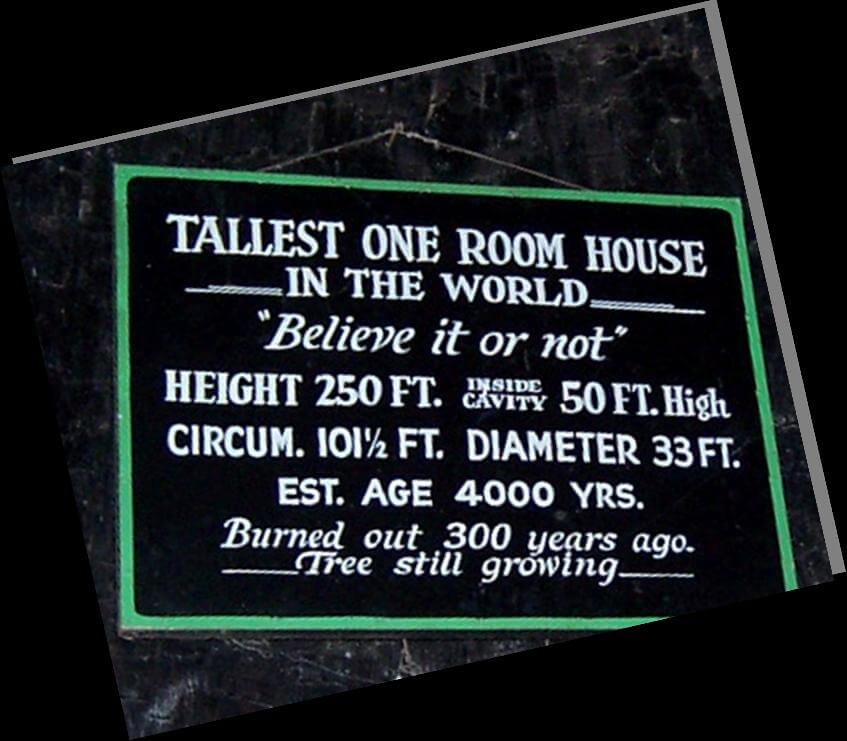 TALLEST ONE ROOM HOUSE
IN THE WORLD
"Believe it or not"
HEIGHT 250 FT. INSIDE CAVITY 50 FT. High
CIRCUM. 101½ FT. DIAMETER 33 FT.
EST. AGE 4000 YRS.
Burned out 300 years ago.
Tree still growing